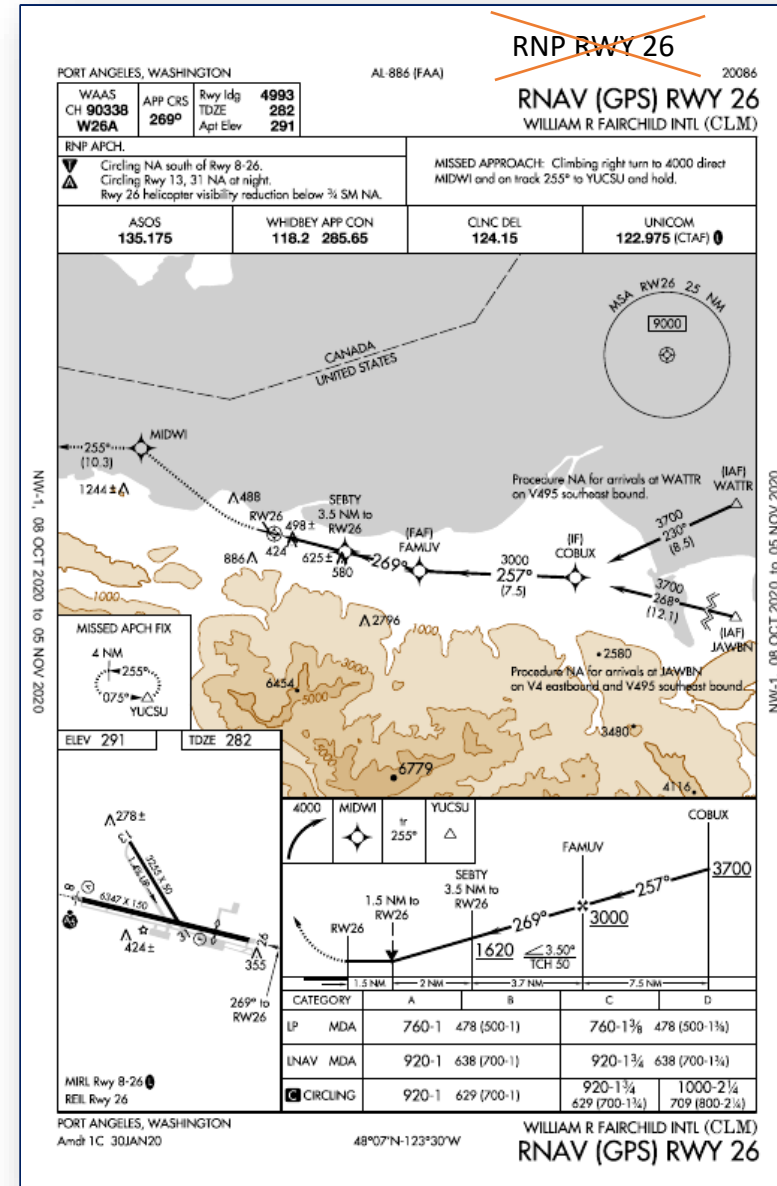 RNP RWY 26
PORT ANGELES, WASHINGTON
AL-886 (FAA)
20086
WAAS
CH 90338
W26A
APP CRS
269°
Rwy ldg 4993
TDZE 282
Apt Elev 291
RNAV (GPS) RWY 26
WILLIAM R FAIRCHILD INTL (CLM)
RNP APCH.
T
A
Circling NA south of Rwy 8-26.
Circling Rwy 13, 31 NA at night.
Rwy 26 helicopter visibility reduction below ¾ SM NA.
MISSED APPROACH: Climbing right turn to 4000 direct
MIDWI and on track 255° to YUCSU and hold.
ASOS
135.175
WHIDBEY APP CON
118.2 285.65
CLNC DEL
124.15
UNICOM
122.975 (CTAF) L
MSA RW26 25 NM
9000
CANADA
UNITED STATES
MIDWI
255°
(10.3)
1244±
488
RW26
498±
424
886
SEBTY
3.5 NM to
RW26
625±
580
269°
(FAF)
FAMUV
3000
257°
(7.5)
(IF)
COBUX
Procedure NA for arrivals at WATTR
on V495 southeast bound.
(IAF)
WATTR
3700
230°
(8.5)
3700
268°
(12.1)
(IAF)
JAWBN
1000
2796
1000
2580
Procedure NA for arrivals at JAWBN
on V4 eastbound and V495 southeast bound.
3000
6454
5000
3480
6779
4116
MISSED APCH FIX
4 NM
255°
075°
YUCSU
NW-1, 08 OCT 2020 to 05 NOV 2020
NW-1, 08 OCT 2020 to 05 NOV 2020
ELEV 291
TDZE 282
278±
13
1.4% UP
3255 X 50
8
6347 X 150
A5
424±
31
26
355
269° to
RW26
MIRL Rwy 8-26 L
REIL Rwy 26
4000
MIDWI
tr
255°
YUCSU
COBUX
FAMUV
3700
257°
SEBTY
3.5 NM to
RW26
1.5 NM to
RW26
RW26
269°
3000
1620
3.50°
TCH 50
1.5 NM
2 NM
3.7 NM
7.5 NM
CATEGORY A B C D
LP MDA 760-1 478 (500-1) 760-1⅜ 478 (500-1⅜)
LNAV MDA 920-1 638 (700-1) 920-1¾ 638 (700-1¾)
C CIRCLING 920-1 629 (700-1) 920-1¾ 629 (700-1¾) 1000-2¼ 709 (800-2¼)
PORT ANGELES, WASHINGTON
Amdt 1C 30JAN20
48°07'N-123°30'W
WILLIAM R FAIRCHILD INTL (CLM)
RNAV (GPS) RWY 26